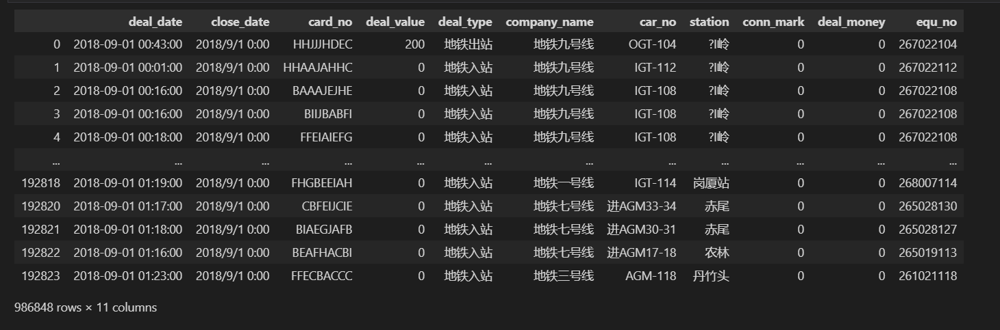 deal_date close_date card_no deal_value deal_type company_name car_no station conn_mark deal_money equ_no
0 2018-09-01 00:43:00 2018/9/1 0:00 HHJJJHDEC 200 地铁出站 地铁九号线 OGT-104 ?I岭 0 0 267022104
1 2018-09-01 00:01:00 2018/9/1 0:00 HHAAJAHHC 0 地铁入站 地铁九号线 IGT-112 ?I岭 0 0 267022112
2 2018-09-01 00:16:00 2018/9/1 0:00 BAAAJEJHE 0 地铁入站 地铁九号线 IGT-108 ?I岭 0 0 267022108
3 2018-09-01 00:16:00 2018/9/1 0:00 BIIJBABFI 0 地铁入站 地铁九号线 IGT-108 ?I岭 0 0 267022108
4 2018-09-01 00:18:00 2018/9/1 0:00 FFEIAIEFG 0 地铁入站 地铁九号线 IGT-108 ?I岭 0 0 267022108
... ... ... ... ... ... ... ... ... ... ... ...
192818 2018-09-01 01:19:00 2018/9/1 0:00 FHGBEEIAH 0 地铁入站 地铁一号线 IGT-114 岗厦站 0 0 268007114
192820 2018-09-01 01:17:00 2018/9/1 0:00 CBFEIJCIE 0 地铁入站 地铁七号线 进AGM33-34 赤尾 0 0 265028130
192821 2018-09-01 01:18:00 2018/9/1 0:00 BIAEGJAFB 0 地铁入站 地铁七号线 进AGM30-31 赤尾 0 0 265028127
192822 2018-09-01 01:16:00 2018/9/1 0:00 BEAFHACBI 0 地铁入站 地铁七号线 进AGM17-18 农林 0 0 265019113
192823 2018-09-01 01:23:00 2018/9/1 0:00 FFECBACCC 0 地铁入站 地铁三号线 AGM-118 丹竹头 0 0 261021118
986848 rows × 11 columns